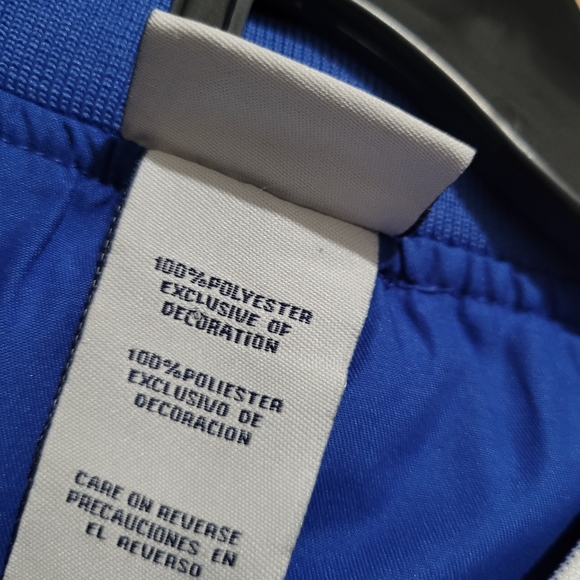 100%POLYESTER
EXCLUSIVE OF
DECORATION
100%POLIESTER
EXCLUSIVO DE
DECORACION
CARE ON REVERSE
PRECAUCIONES EN
EL REVERSO